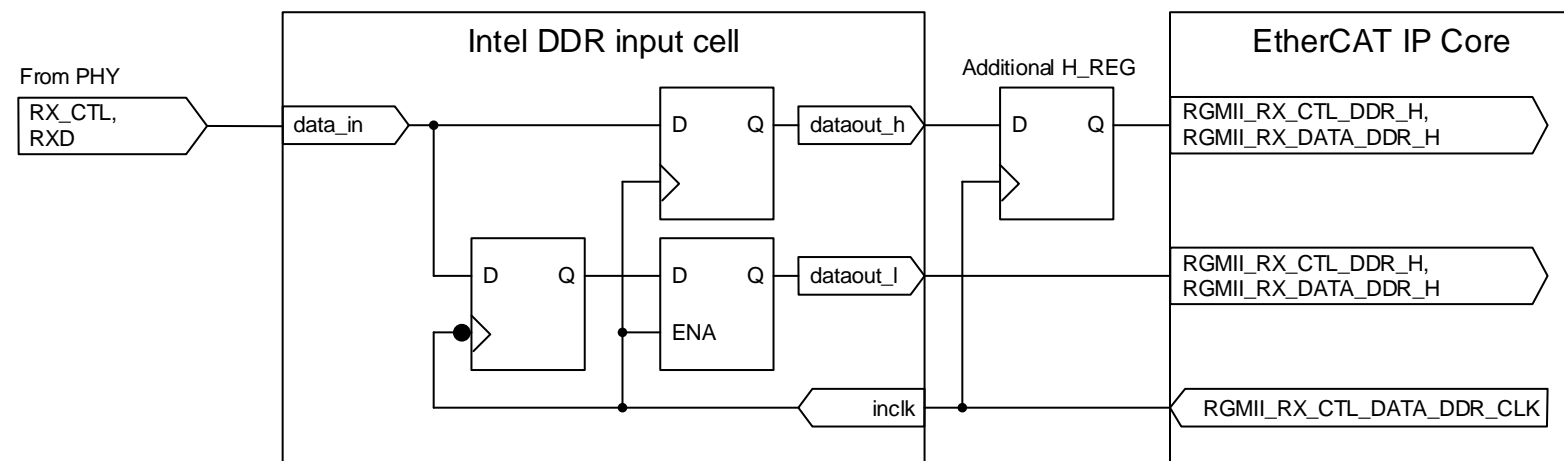 Intel DDR input cell
EtherCAT IP Core
From PHY
Additional H_REG
RX_CTL,
RXD
data_in
D Q
dataout_h
D Q
RGMII_RX_CTL_DDR_H,
RGMII_RX_DATA_DDR_H
D Q
D Q
ENA
dataout_l
RGMII_RX_CTL_DDR_H,
RGMII_RX_DATA_DDR_H
inclk
RGMII_RX_CTL_DATA_DDR_CLK